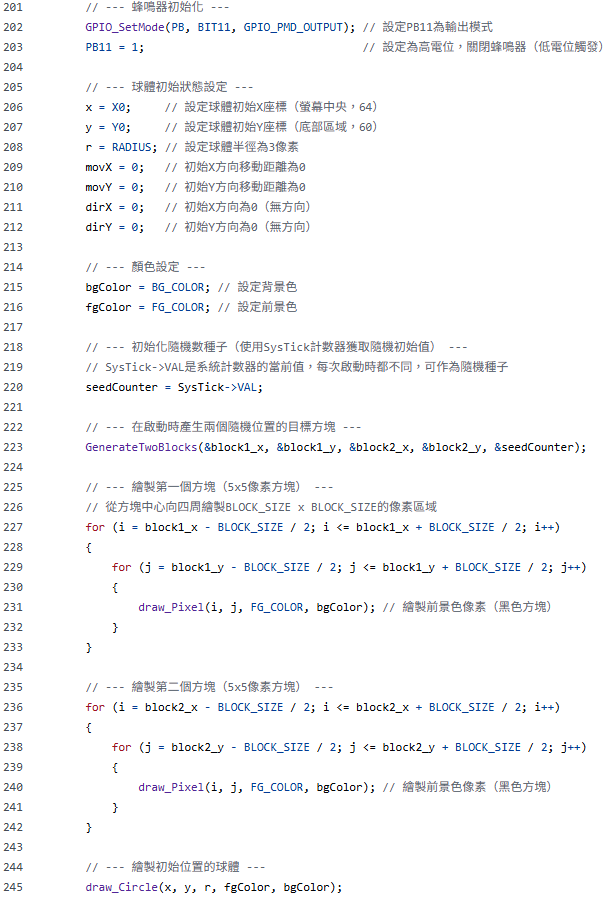 201 // --- 蜂鳴器初始化 ---
202 GPIO_SetMode(PB, BIT11, GPIO_PMD_OUTPUT); // 設定PB11為輸出模式
203 PB11 = 1; // 設定為高電位，關閉蜂鳴器（低電位觸發）
204
205 // --- 球體初始狀態設定 ---
206 x = X0; // 設定球體初始X座標（螢幕中央，64）
207 y = Y0; // 設定球體初始Y座標（底部區域，60）
208 r = RADIUS; // 設定球體半徑為3像素
209 movX = 0; // 初始X方向移動距離為0
210 movY = 0; // 初始Y方向移動距離為0
211 dirX = 0; // 初始X方向為0（無方向）
212 dirY = 0; // 初始Y方向為0（無方向）
213
214 // --- 顏色設定 ---
215 bgColor = BG_COLOR; // 設定背景色
216 fgColor = FG_COLOR; // 設定前景色
217
218 // --- 初始化隨機數種子（使用SysTick計數器獲取隨機初始值） ---
219 // SysTick->VAL是系統計數器的當前值，每次啟動時都不同，可作為隨機種子
220 seedCounter = SysTick->VAL;
221
222 // --- 在啟動時產生兩個隨機位置的目標方塊 ---
223 GenerateTwoBlocks(&block1_x, &block1_y, &block2_x, &block2_y, &seedCounter);
224
225 // --- 繪製第一個方塊（5x5像素方塊） ---
226 // 從方塊中心向四周繪製BLOCK_SIZE x BLOCK_SIZE的像素區域
227 for (i = block1_x - BLOCK_SIZE / 2; i <= block1_x + BLOCK_SIZE / 2; i++)
228 {
229 for (j = block1_y - BLOCK_SIZE / 2; j <= block1_y + BLOCK_SIZE / 2; j++)
230 {
231 draw_Pixel(i, j, FG_COLOR, bgColor); // 繪製前景色像素（黑色方塊）
232 }
233 }
234
235 // --- 繪製第二個方塊（5x5像素方塊） ---
236 for (i = block2_x - BLOCK_SIZE / 2; i <= block2_x + BLOCK_SIZE / 2; i++)
237 {
238 for (j = block2_y - BLOCK_SIZE / 2; j <= block2_y + BLOCK_SIZE / 2; j++)
239 {
240 draw_Pixel(i, j, FG_COLOR, bgColor); // 繪製前景色像素（黑色方塊）
241 }
242 }
243
244 // --- 繪製初始位置的球體 ---
245 draw_Circle(x, y, r, fgColor, bgColor);